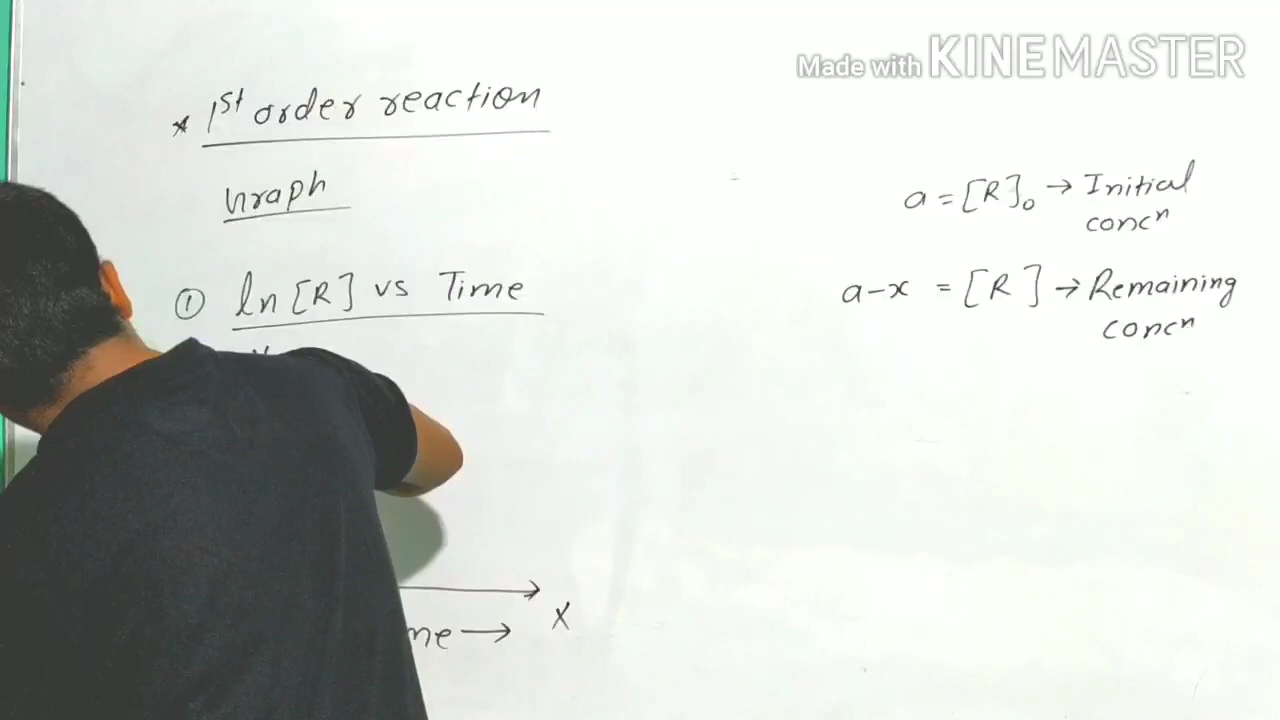 Made with KINEMASTER
* 1st order reaction
Graph
① ln [R] vs Time
a = [R]₀ → Initial
concⁿ
a-x = [R] → Remaining
concⁿ
X
me →